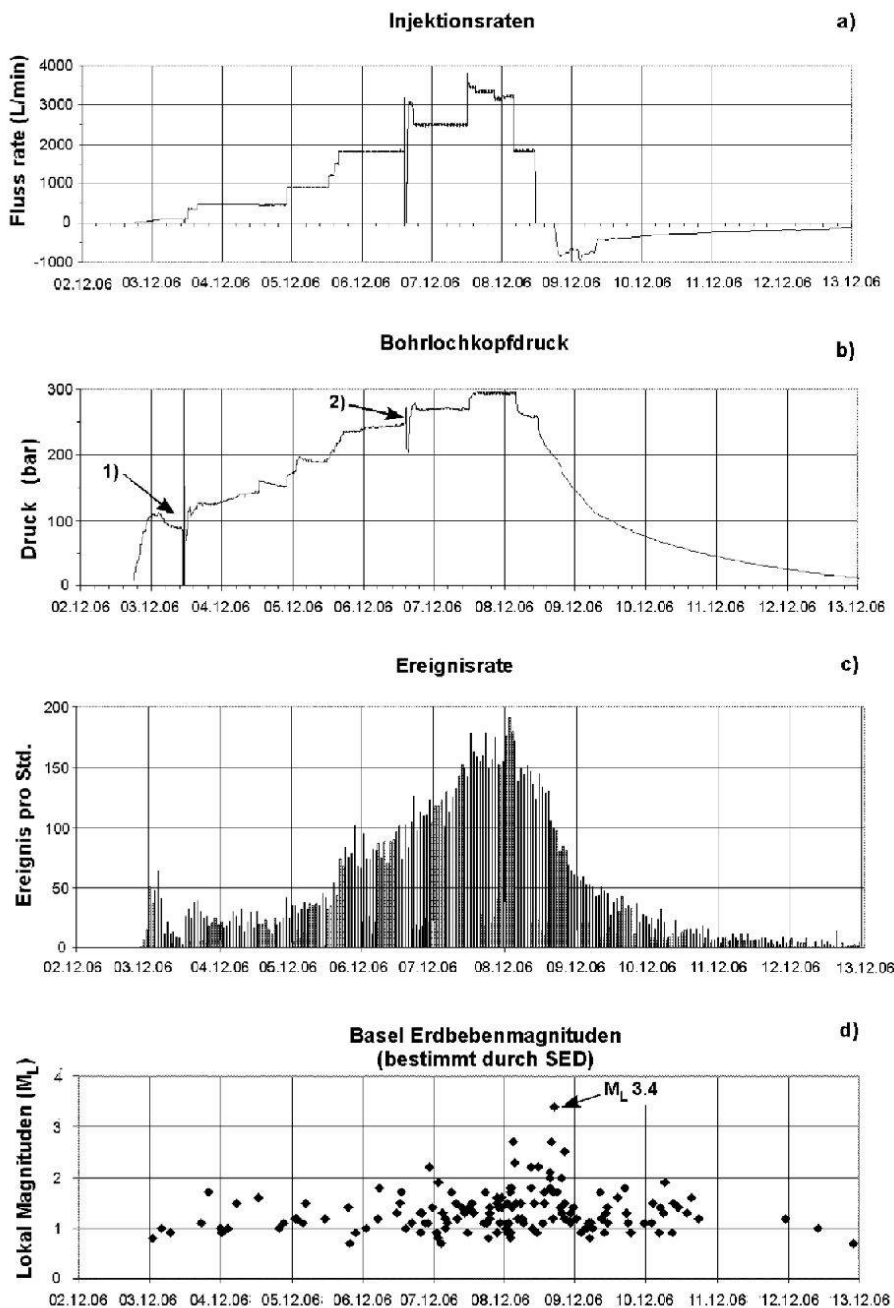 Injektionsraten
a)
Fluss rate (L/min)
4000
3000
2000
1000
0
-1000
02.12.06 03.12.06 04.12.06 05.12.06 06.12.06 07.12.06 08.12.06 09.12.06 10.12.06 11.12.06 12.12.06 13.12.06
Bohrlochkopfdruck
b)
Druck (bar)
300
200
100
0
1)
2)
02.12.06 03.12.06 04.12.06 05.12.06 06.12.06 07.12.06 08.12.06 09.12.06 10.12.06 11.12.06 12.12.06 13.12.06
Ereignisrate
c)
Ereignis pro Std.
200
150
100
50
0
02.12.06 03.12.06 04.12.06 05.12.06 06.12.06 07.12.06 08.12.06 09.12.06 10.12.06 11.12.06 12.12.06 13.12.06
Basel Erdbebenmagnituden
(bestimmt durch SED)
d)
Lokal Magnituden (ML)
4
3
2
1
0
ML 3.4
02.12.06 03.12.06 04.12.06 05.12.06 06.12.06 07.12.06 08.12.06 09.12.06 10.12.06 11.12.06 12.12.06 13.12.06